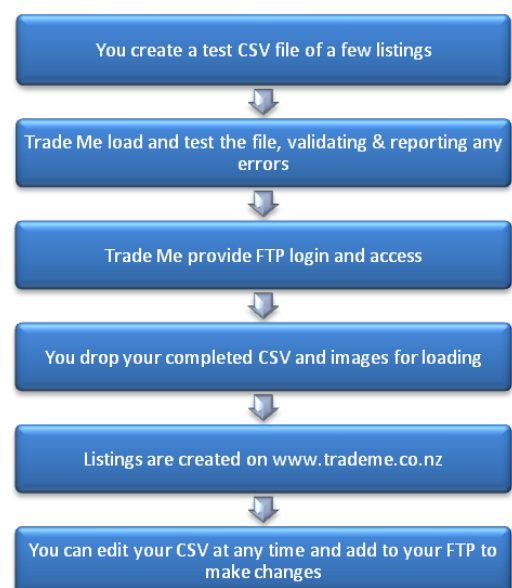 You create a test CSV file of a few listings
Trade Me load and test the file, validating & reporting any
errors
Trade Me provide FTP login and access
You drop your completed CSV and images for loading
Listings are created on www.trademe.co.nz
You can edit your CSV at any time and add to your FTP to
make changes